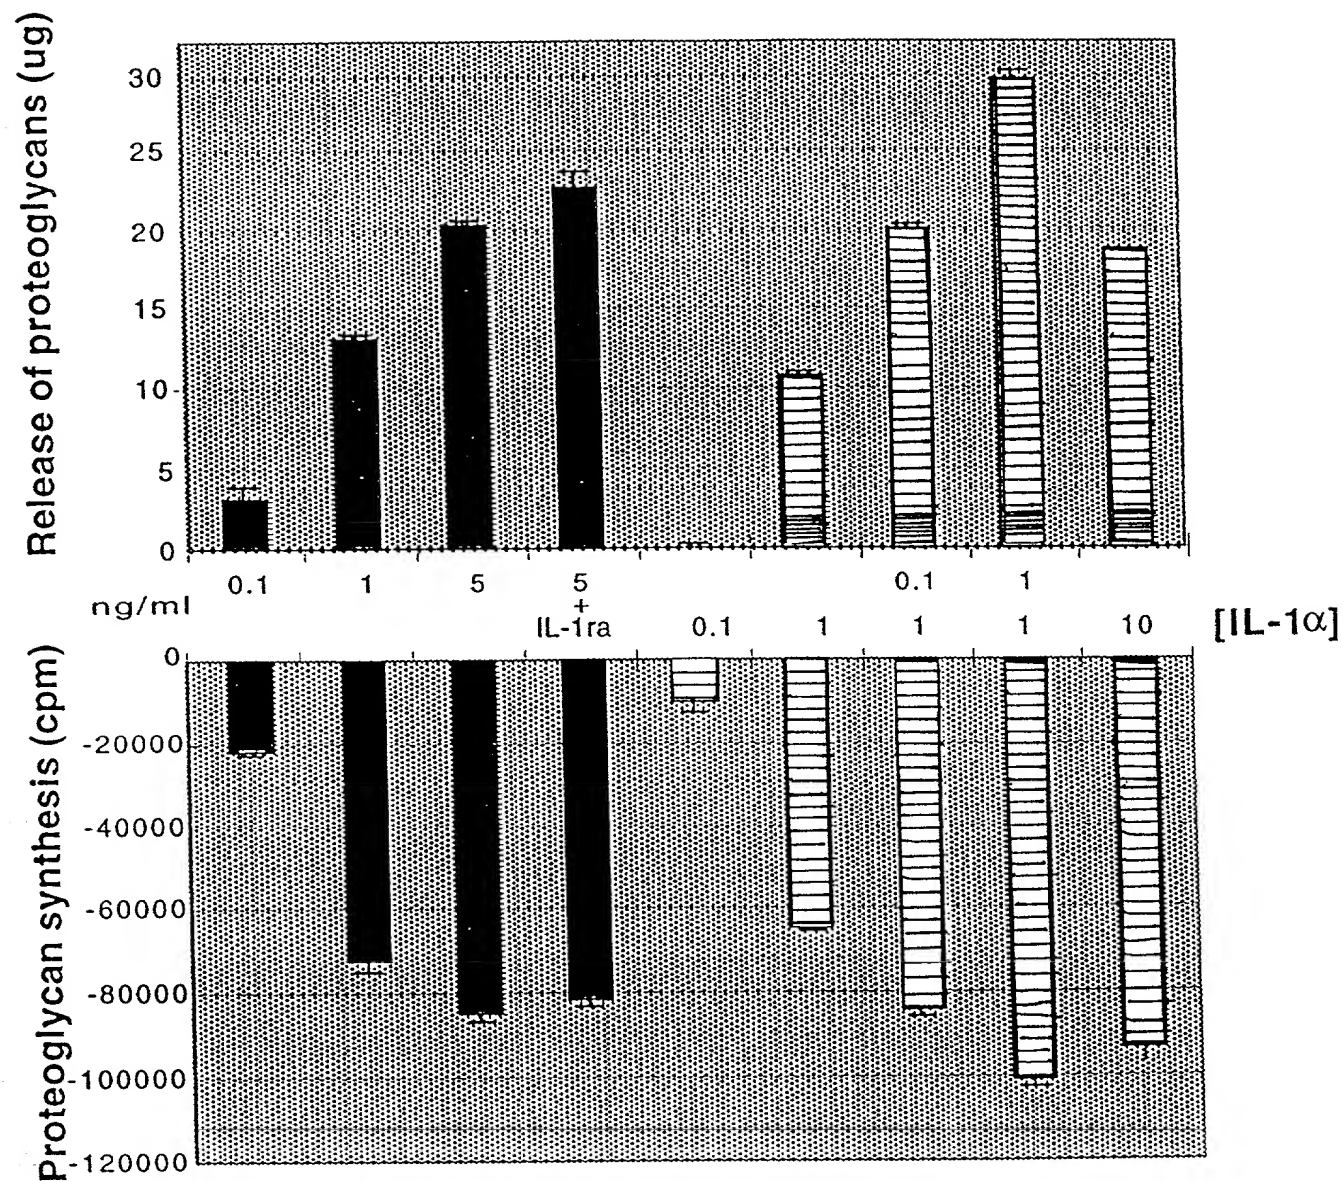 Release of proteoglycans (ug)
30
25
20
15
10
5
0
0.1 1 5 5 0.1 1
ng/ml +
IL-1ra 0.1 1 1 1 10 [IL-1α]
Proteoglycan synthesis (cpm)
0
-20000
-40000
-60000
-80000
-100000
-120000